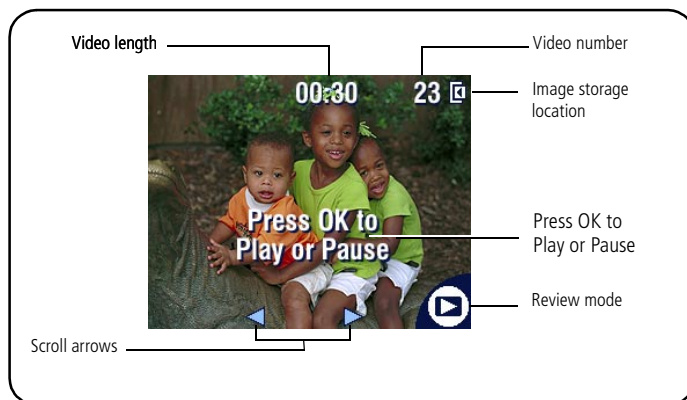 Video length
Video number
00:30
23
Image storage
location
Press OK to
Play or Pause
Press OK to
Play or Pause
Review mode
Scroll arrows